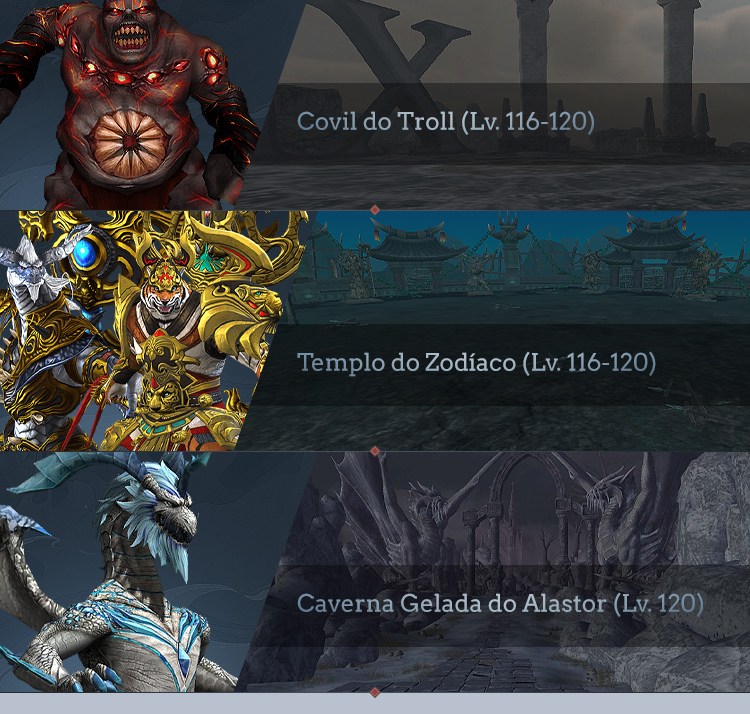 Covil do Troll (Lv. 116-120)
Templo do Zodíaco (Lv. 116-120)
Caverna Gelada do Alastor (Lv. 120)